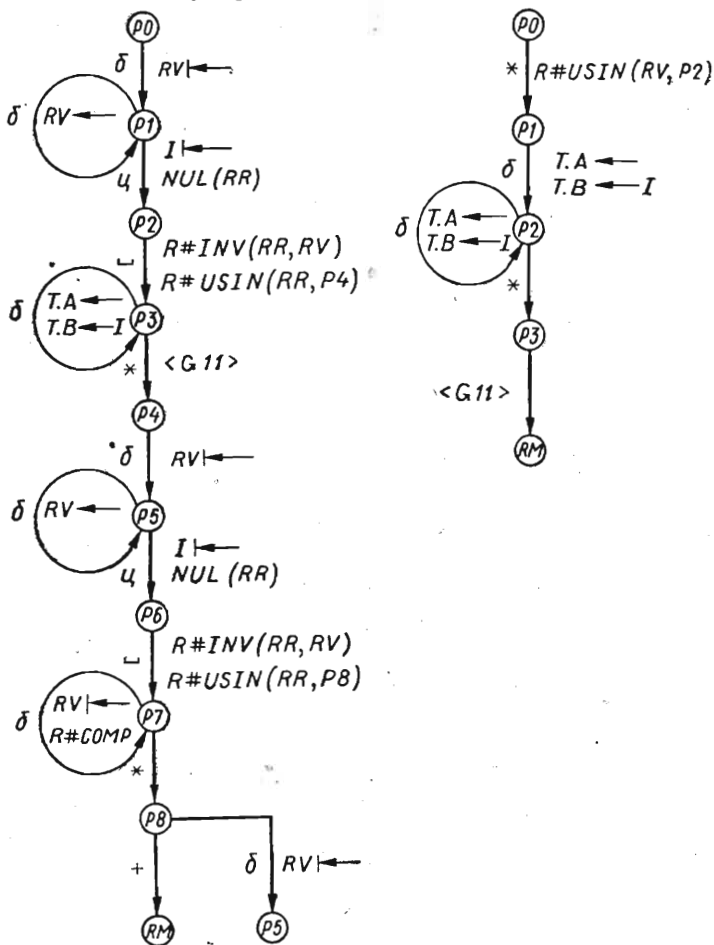 P0
б RV
б RV P1
I
ц NUL(RR)
P2
R#INV(RR,RV)
[ R#USIN(RR,P4)
T.A
б T.B I P3
* <G11>
P4
б RV
б RV P5
I
ц NUL(RR)
P6
R#INV(RR,RV)
[ R#USIN(RR,P8)
RV P7
б R#COMP
*
P8
+ б RV
RM P5
P0
* R#USIN(RV,P2)
P1
б T.A
T.B I
T.A P2
б T.B I
*
P3
<G11>
RM